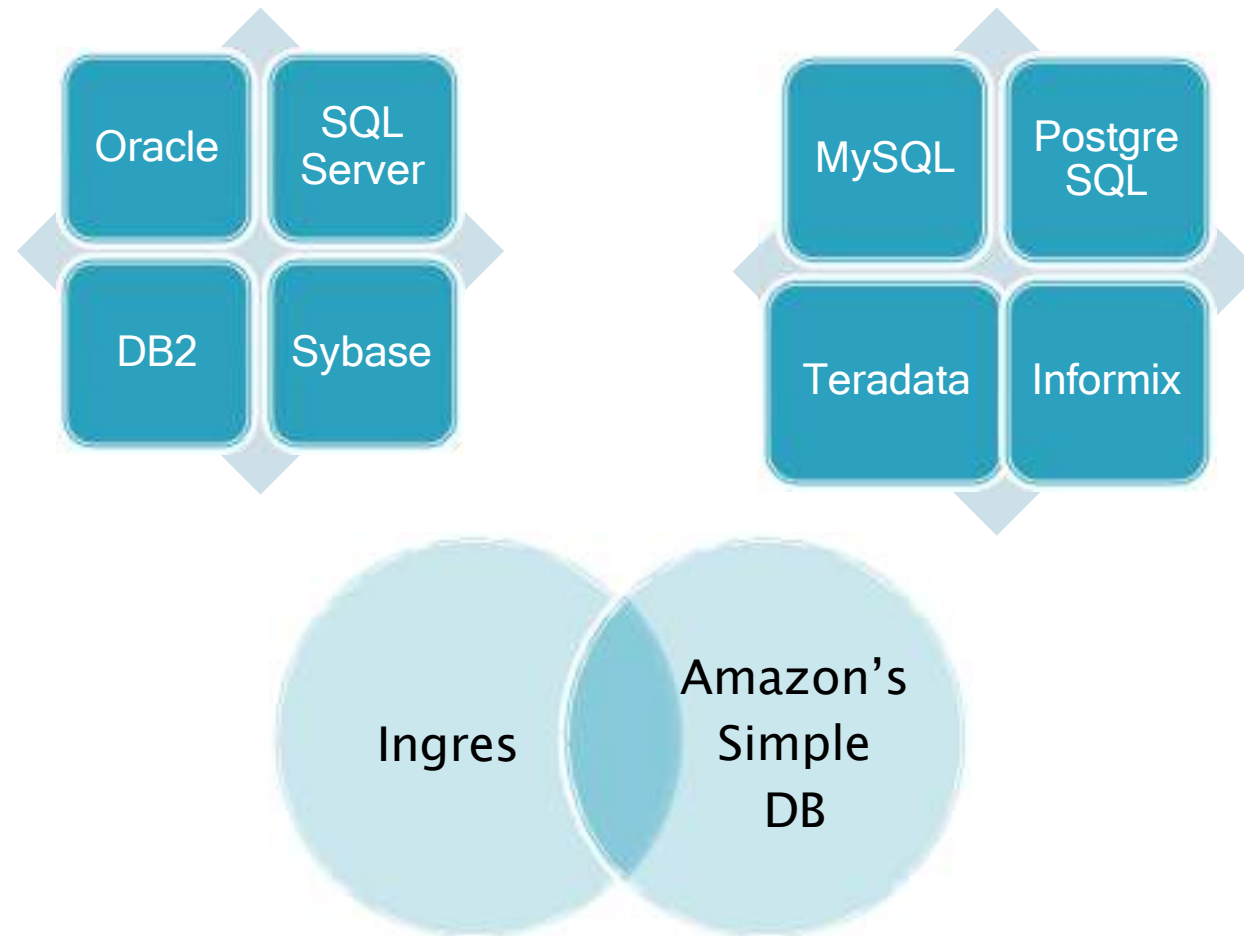 Oracle
SQL
Server
DB2
Sybase
MySQL
Postgre
SQL
Teradata
Informix
Ingres
Amazon’s
Simple
DB